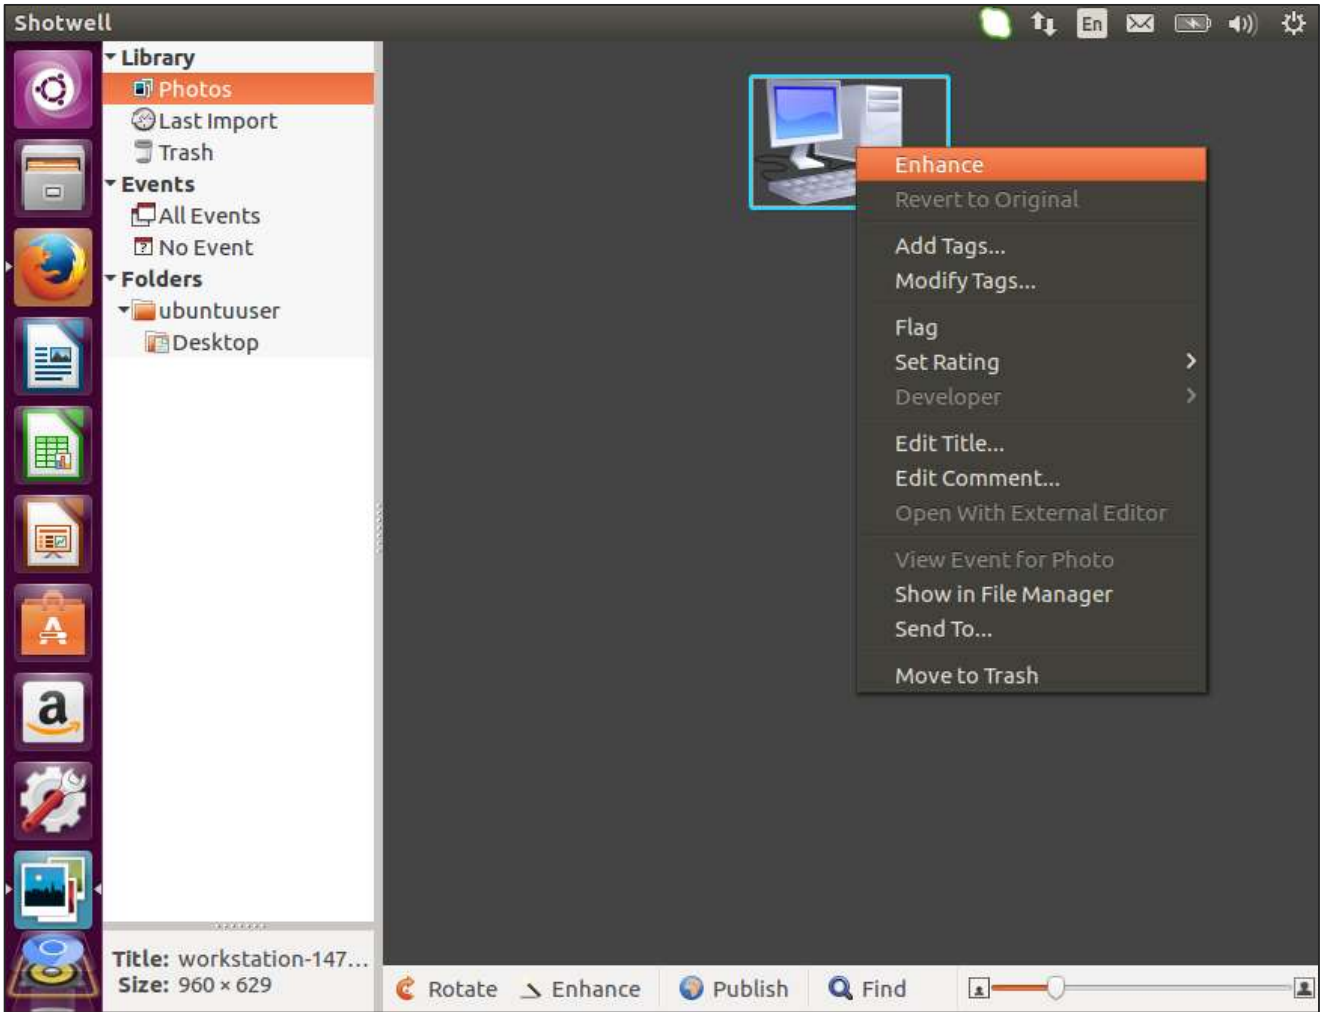 Shotwell
En
Library
Photos
Last Import
Trash
Events
All Events
No Event
Folders
ubuntuuser
Desktop
Title: workstation-147...
Size: 960 × 629
Enhance
Revert to Original
Add Tags...
Modify Tags...
Flag
Set Rating
Developer
Edit Title...
Edit Comment...
Open With External Editor
View Event for Photo
Show in File Manager
Send To...
Move to Trash
Rotate Enhance Publish Find